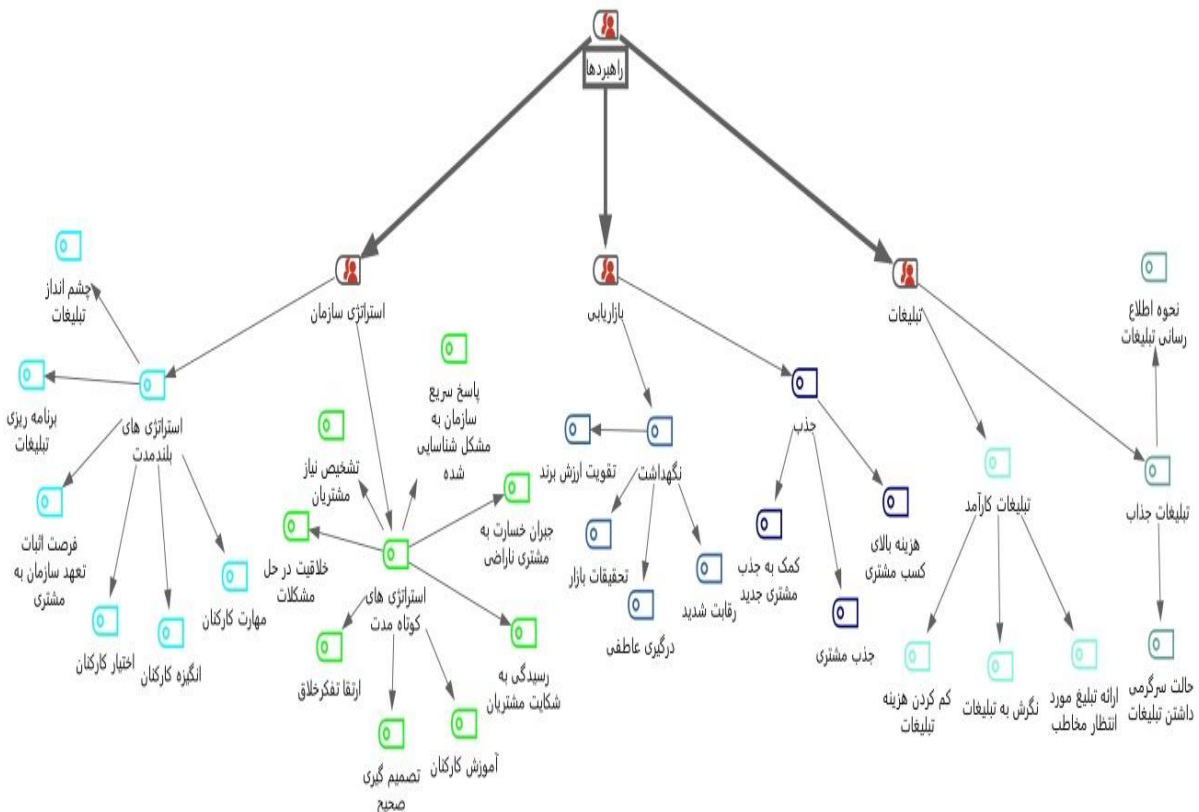 راهبردها
استراتژی سازمان
بازاریابی
تبلیغات
چشم انداز
تبلیغات
برنامه ریزی
تبلیغات
استراتژی های
بلندمدت
فرصت اثبات
تعهد سازمان به
مشتری
اختیار کارکنان
انگیزه کارکنان
مهارت کارکنان
پاسخ سریع
سازمان به
مشکل شناسایی
شده
تشخیص نیاز
مشتریان
خلاقیت در حل
مشکلات
جبران خسارت به
مشتری ناراضی
استراتژی های
کوتاه مدت
ارتقا تفکرخلاق
تصمیم گیری
صحیح
آموزش کارکنان
رسیدگی به
شکایت مشتریان
تقویت ارزش برند
نگهداشت
تحقیقات بازار
درگیری عاطفی
رقابت شدید
جذب
کمک به جذب
مشتری جدید
جذب مشتری
هزینه بالای
کسب مشتری
تبلیغات کارآمد
کم کردن هزینه
تبلیغات
نگرش به تبلیغات
ارائه تبلیغ مورد
انتظار مخاطب
نحوه اطلاع
رسانی تبلیغات
تبلیغات جذاب
حالت سرگرمی
داشتن تبلیغات